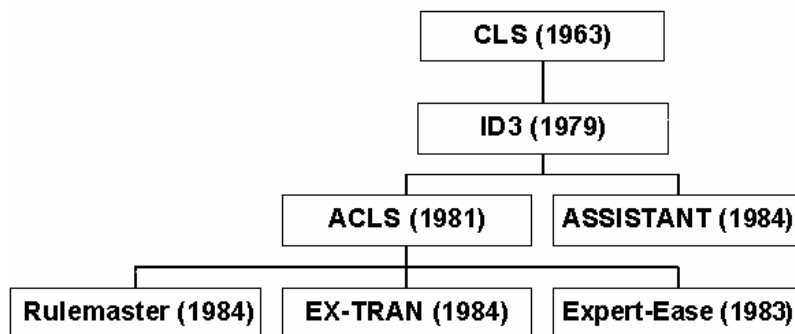 CLS (1963)
ID3 (1979)
ACLS (1981)
ASSISTANT (1984)
Rulemaster (1984)
EX-TRAN (1984)
Expert-Ease (1983)